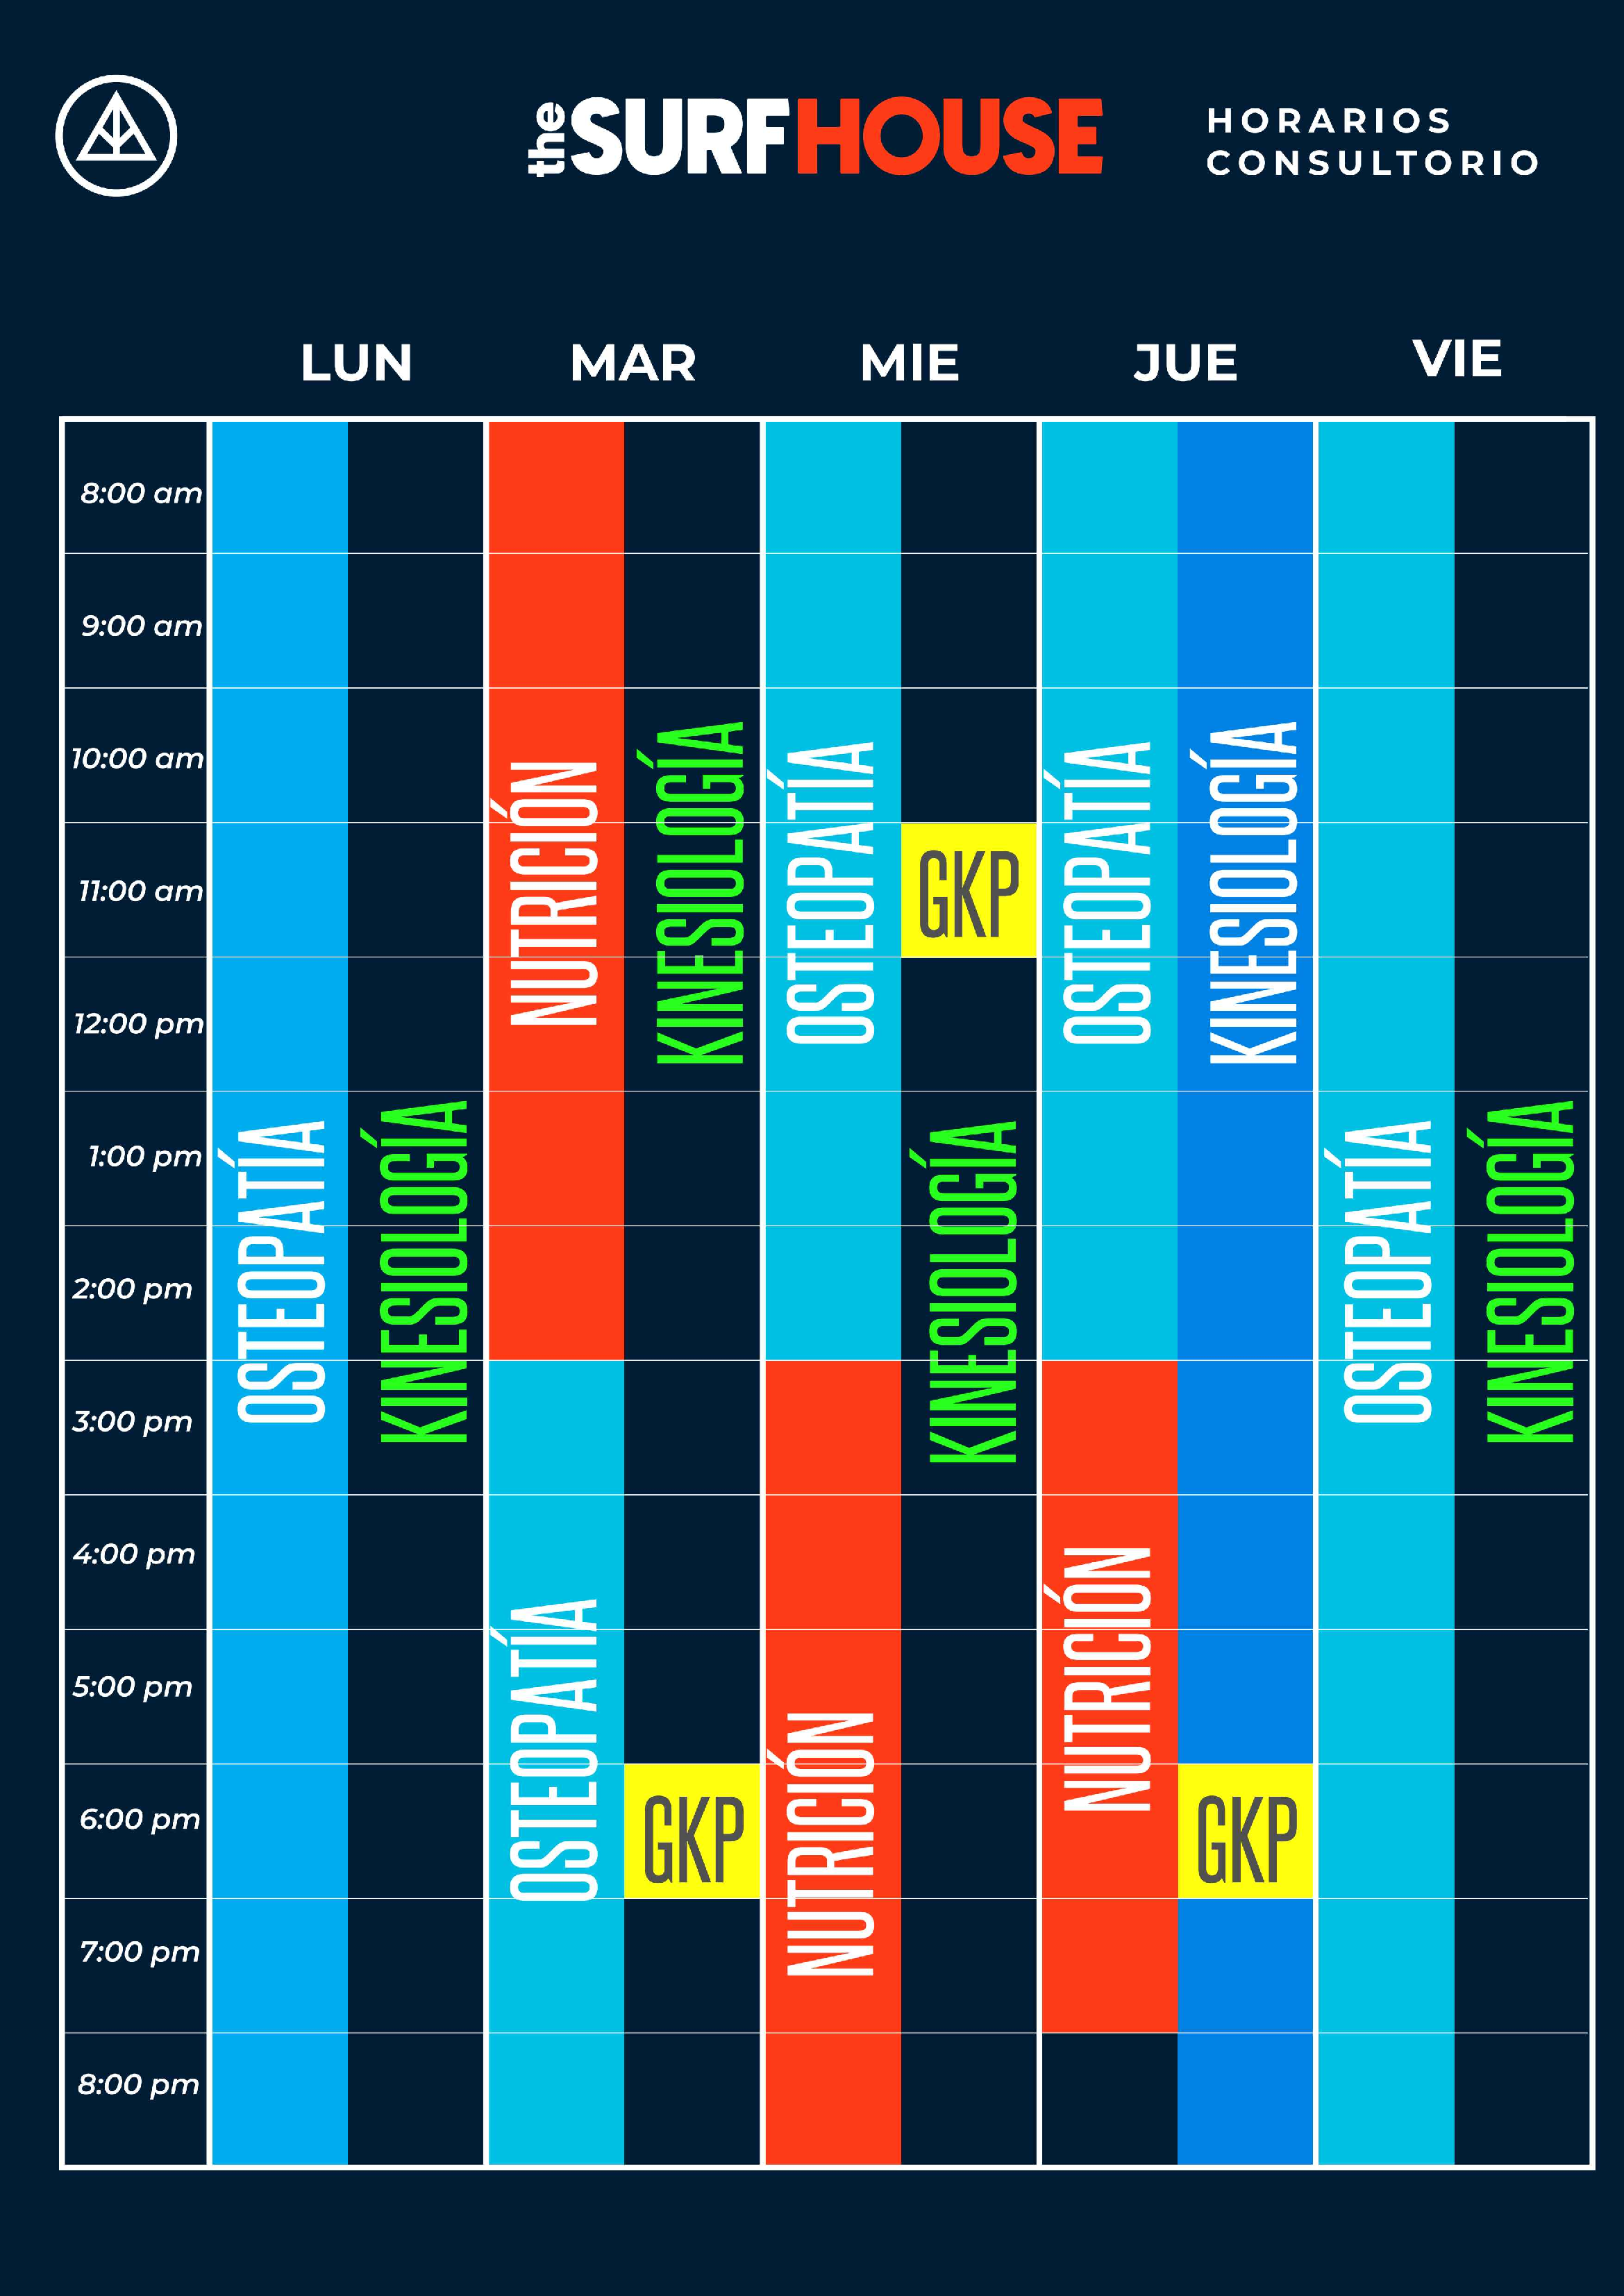 the SURFHOUSE
HORARIOS
CONSULTORIO
LUN MAR MIE JUE VIE
8:00 am
9:00 am
10:00 am
11:00 am
12:00 pm
1:00 pm
2:00 pm
3:00 pm
4:00 pm
5:00 pm
6:00 pm
7:00 pm
8:00 pm
OSTEOPATÍA
KINESIOLOGÍA
NUTRICIÓN
OSTEOPATÍA
KINESIOLOGÍA
GKP
OSTEOPATÍA
NUTRICIÓN
GKP
KINESIOLOGÍA
OSTEOPATÍA
NUTRICIÓN
KINESIOLOGÍA
GKP
OSTEOPATÍA
KINESIOLOGÍA